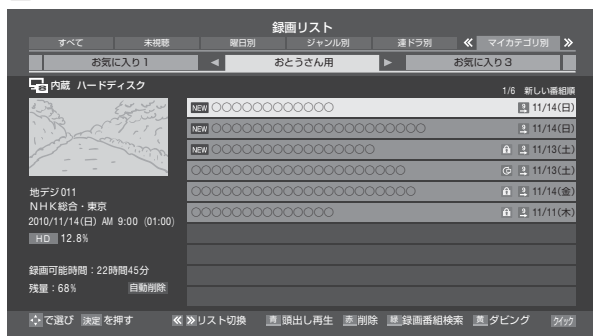 録画リスト
すべて 未視聴 曜日別 ジャンル別 連ドラ別 ≪ マイカテゴリ別 ≫
お気に入り1 ◀ おとうさん用 ▶ お気に入り3
内蔵 ハードディスク
1/6 新しい番組順
NEW ○○○○○○○○○○○○ 11/14(日)
NEW ○○○○○○○○○○○○○○○○○○○○○ 11/14(日)
NEW ○○○○○○○○○○○○○○○○ 11/13(土)
○○○○○○○○○○○○○○○○○○○○○ 11/13(土)
○○○○○○○○○○○○○○○○○○○○○○ 11/14(金)
○○○○○○○○○○○○○○ 11/11(木)
地デジ011
NHK総合・東京
2010/11/14(日) AM 9:00 (01:00)
HD 12.8%
録画可能時間:22時間45分
残量:68% 自動削除
で選び 決定 を押す ≪ ≫リスト切換 青 頭出し再生 赤 削除 緑 録画番組検索 黄 ダビング クイック